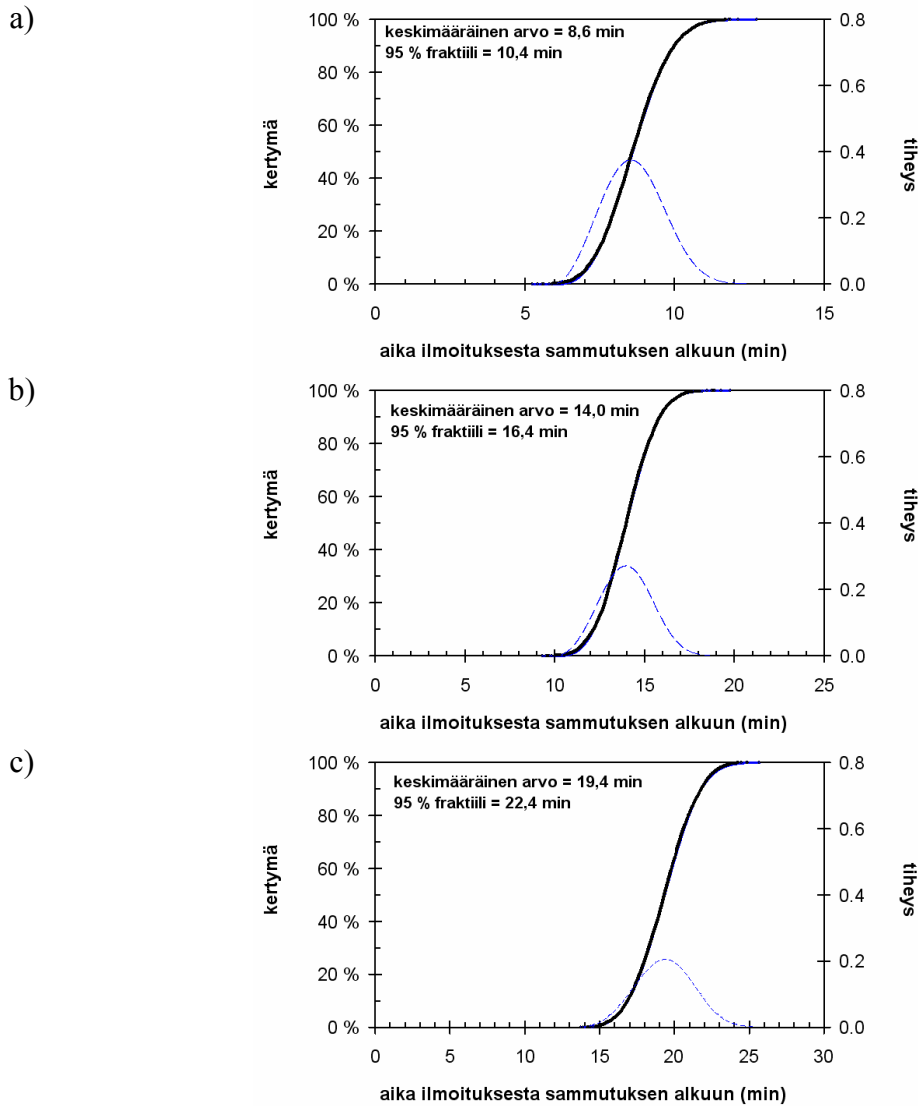 a)
keskimääräinen arvo = 8,6 min
95 % fraktiili = 10,4 min
100 %
80 %
60 %
40 %
20 %
0 %
kertymä
0.8
0.6
0.4
0.2
0.0
tiheys
0 5 10 15
aika ilmoituksesta sammutuksen alkuun (min)
b)
keskimääräinen arvo = 14,0 min
95 % fraktiili = 16,4 min
100 %
80 %
60 %
40 %
20 %
0 %
kertymä
0.8
0.6
0.4
0.2
0.0
tiheys
0 5 10 15 20 25
aika ilmoituksesta sammutuksen alkuun (min)
c)
keskimääräinen arvo = 19,4 min
95 % fraktiili = 22,4 min
100 %
80 %
60 %
40 %
20 %
0 %
kertymä
0.8
0.6
0.4
0.2
0.0
tiheys
0 5 10 15 20 25 30
aika ilmoituksesta sammutuksen alkuun (min)